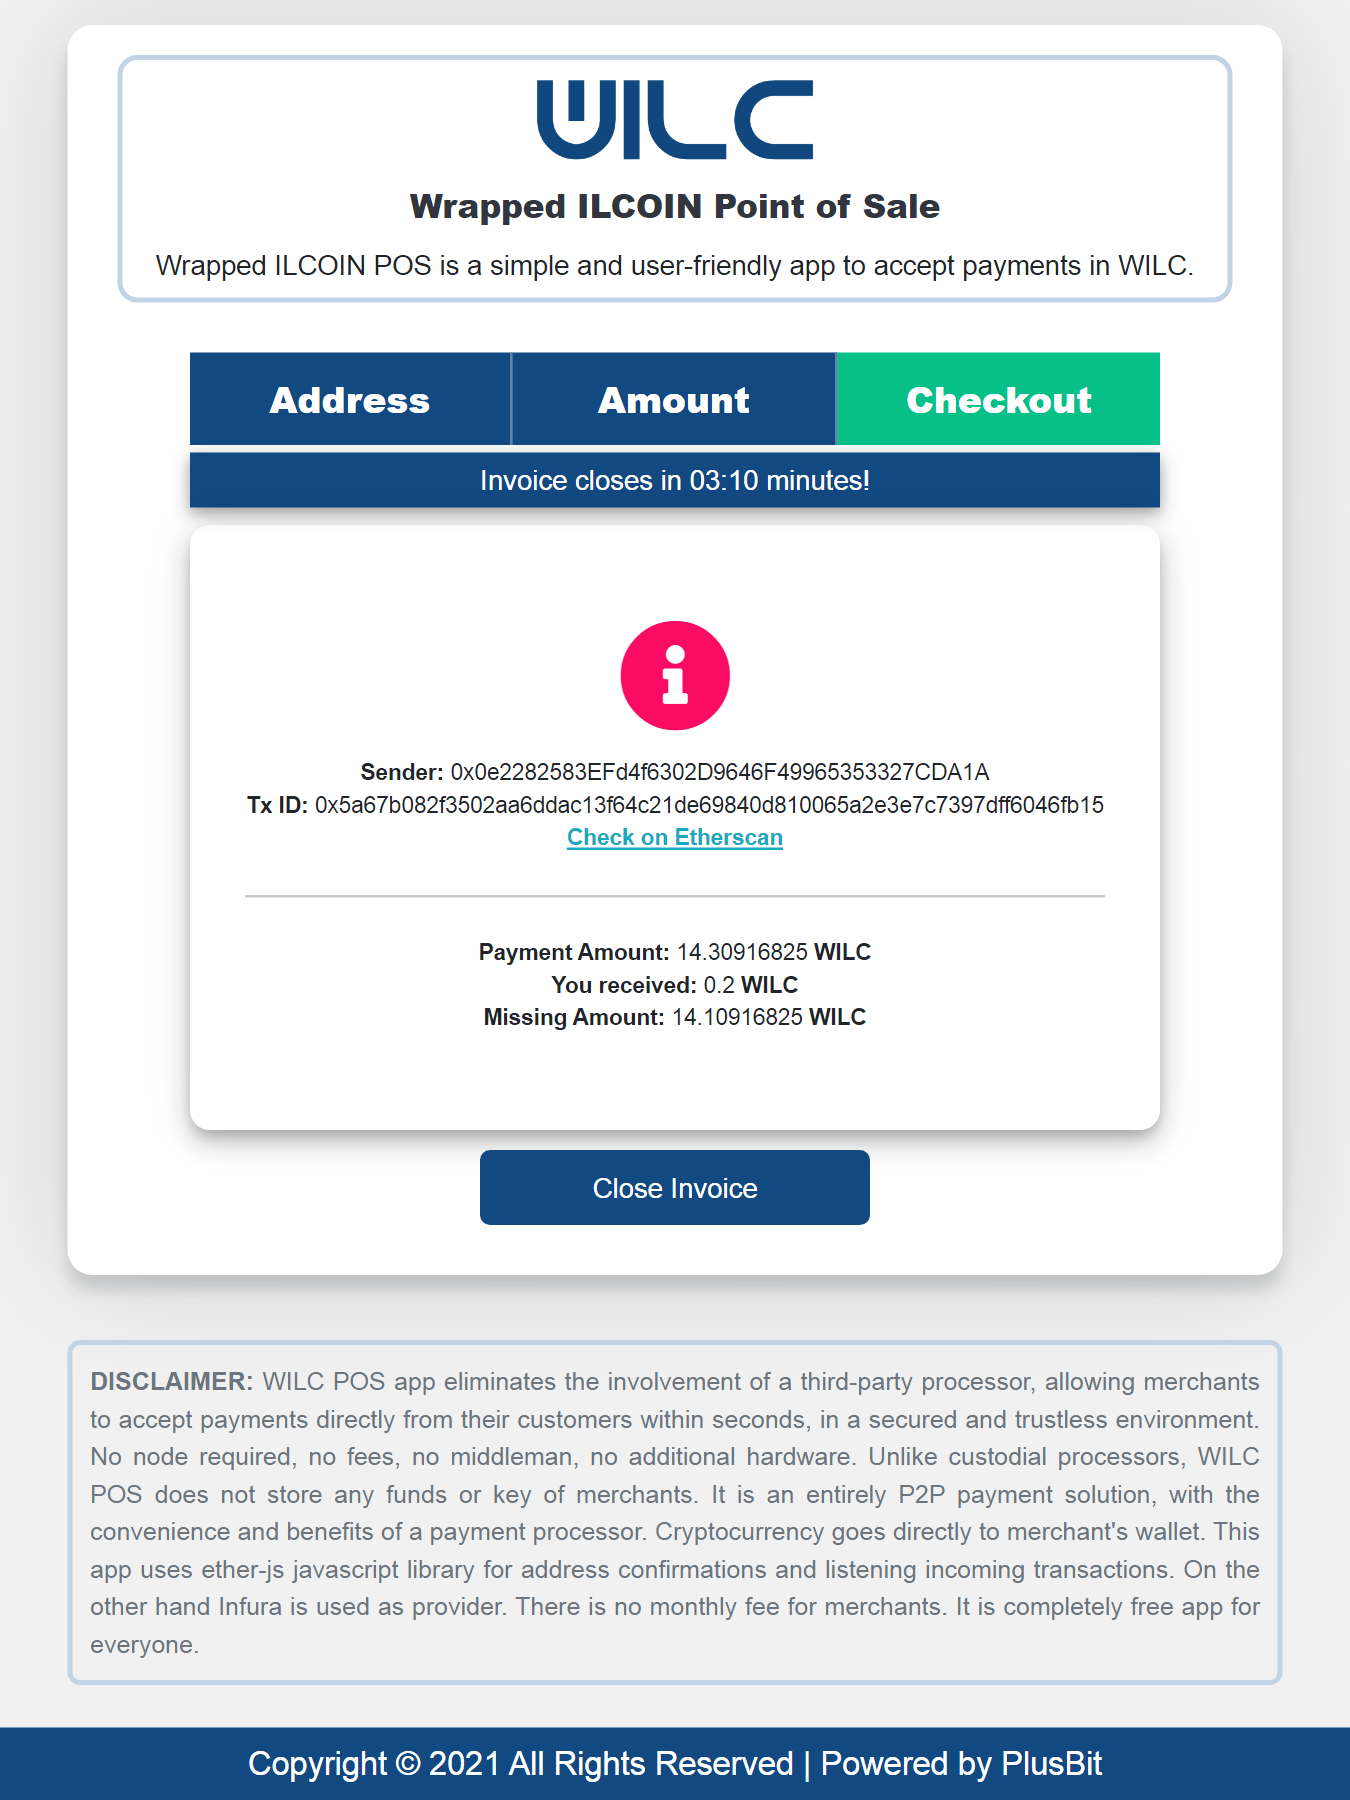 WILC
Wrapped ILCOIN Point of Sale
Wrapped ILCOIN POS is a simple and user-friendly app to accept payments in WILC.
Address Amount Checkout
Invoice closes in 03:10 minutes!
Sender: 0x0e2282583EFd4f6302D9646F49965353327CDA1A
Tx ID: 0x5a67b082f3502aa6ddac13f64c21de69840d810065a2e3e7c7397dff6046fb15
Check on Etherscan
Payment Amount: 14.30916825 WILC
You received: 0.2 WILC
Missing Amount: 14.10916825 WILC
Close Invoice
DISCLAIMER: WILC POS app eliminates the involvement of a third-party processor, allowing merchants
to accept payments directly from their customers within seconds, in a secured and trustless environment.
No node required, no fees, no middleman, no additional hardware. Unlike custodial processors, WILC
POS does not store any funds or key of merchants. It is an entirely P2P payment solution, with the
convenience and benefits of a payment processor. Cryptocurrency goes directly to merchant's wallet. This
app uses ether-js javascript library for address confirmations and listening incoming transactions. On the
other hand Infura is used as provider. There is no monthly fee for merchants. It is completely free app for
everyone.
Copyright © 2021 All Rights Reserved | Powered by PlusBit